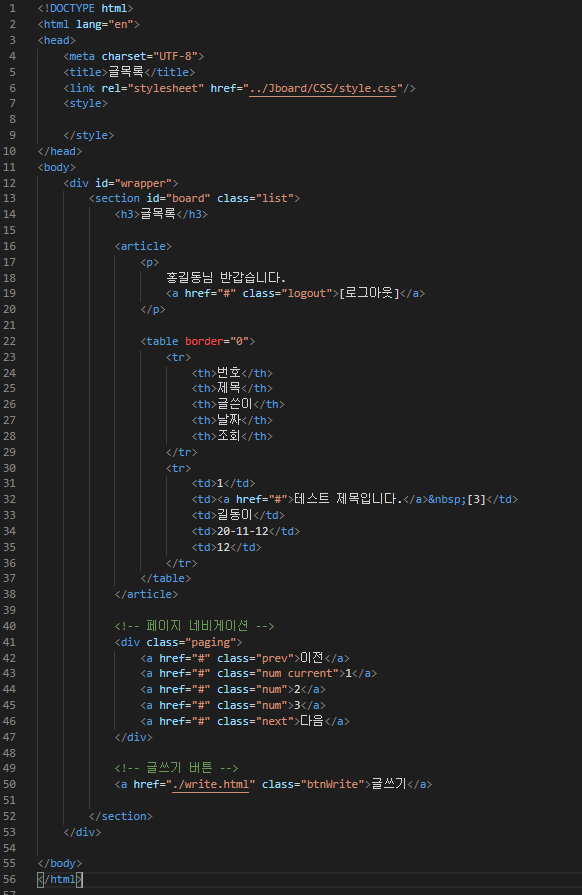 1 <!DOCTYPE html>
2 <html lang="en">
3 <head>
4 <meta charset="UTF-8">
5 <title>글목록</title>
6 <link rel="stylesheet" href="../Jboard/CSS/style.css"/>
7 <style>
8
9 </style>
10 </head>
11 <body>
12 <div id="wrapper">
13 <section id="board" class="list">
14 <h3>글목록</h3>
15
16 <article>
17 <p>
18 홍길동님 반갑습니다.
19 <a href="#" class="logout">[로그아웃]</a>
20 </p>
21
22 <table border="0">
23 <tr>
24 <th>번호</th>
25 <th>제목</th>
26 <th>글쓴이</th>
27 <th>날짜</th>
28 <th>조회</th>
29 </tr>
30 <tr>
31 <td>1</td>
32 <td><a href="#">테스트 제목입니다.</a>&nbsp;[3]</td>
33 <td>길동이</td>
34 <td>20-11-12</td>
35 <td>12</td>
36 </tr>
37 </table>
38 </article>
39
40 <!-- 페이지 네비게이션 -->
41 <div class="paging">
42 <a href="#" class="prev">이전</a>
43 <a href="#" class="num current">1</a>
44 <a href="#" class="num">2</a>
45 <a href="#" class="num">3</a>
46 <a href="#" class="next">다음</a>
47 </div>
48
49 <!-- 글쓰기 버튼 -->
50 <a href="./write.html" class="btnWrite">글쓰기</a>
51
52 </section>
53 </div>
54
55 </body>
56 </html>